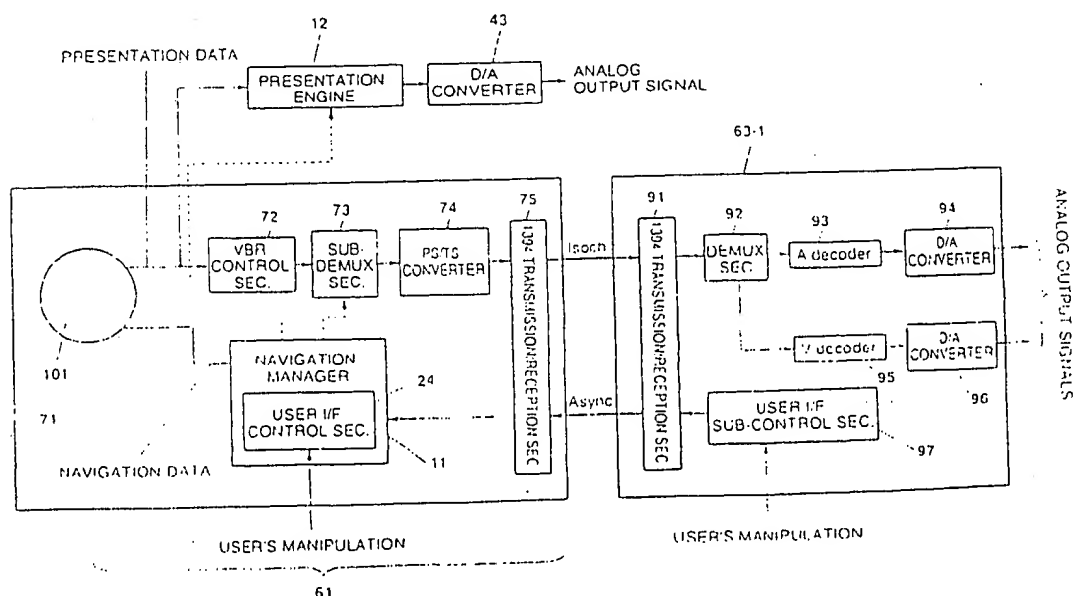 12
43
PRESENTATION DATA
PRESENTATION
ENGINE
D/A
CONVERTER
ANALOG
OUTPUT SIGNAL
63-1
72
73
74
75
91
92
93
94
VBR
CONTROL
SEC.
SUB-
DEMUX
SEC.
PS/TS
CONVERTER
1394 TRANSMISSION/RECEPTION SEC
Isoch
1394 TRANSMISSION/RECEPTION SEC
DEMUX
SEC.
A decoder
D/A
CONVERTER
ANALOG OUTPUT SIGNALS
101
71
NAVIGATION
MANAGER
24
USER I/F
CONTROL SEC.
11
Async
V decoder
95
D/A
CONVERTER
96
USER I/F
SUB-CONTROL SEC.
97
NAVIGATION DATA
USER'S MANIPULATION
USER'S MANIPULATION
61